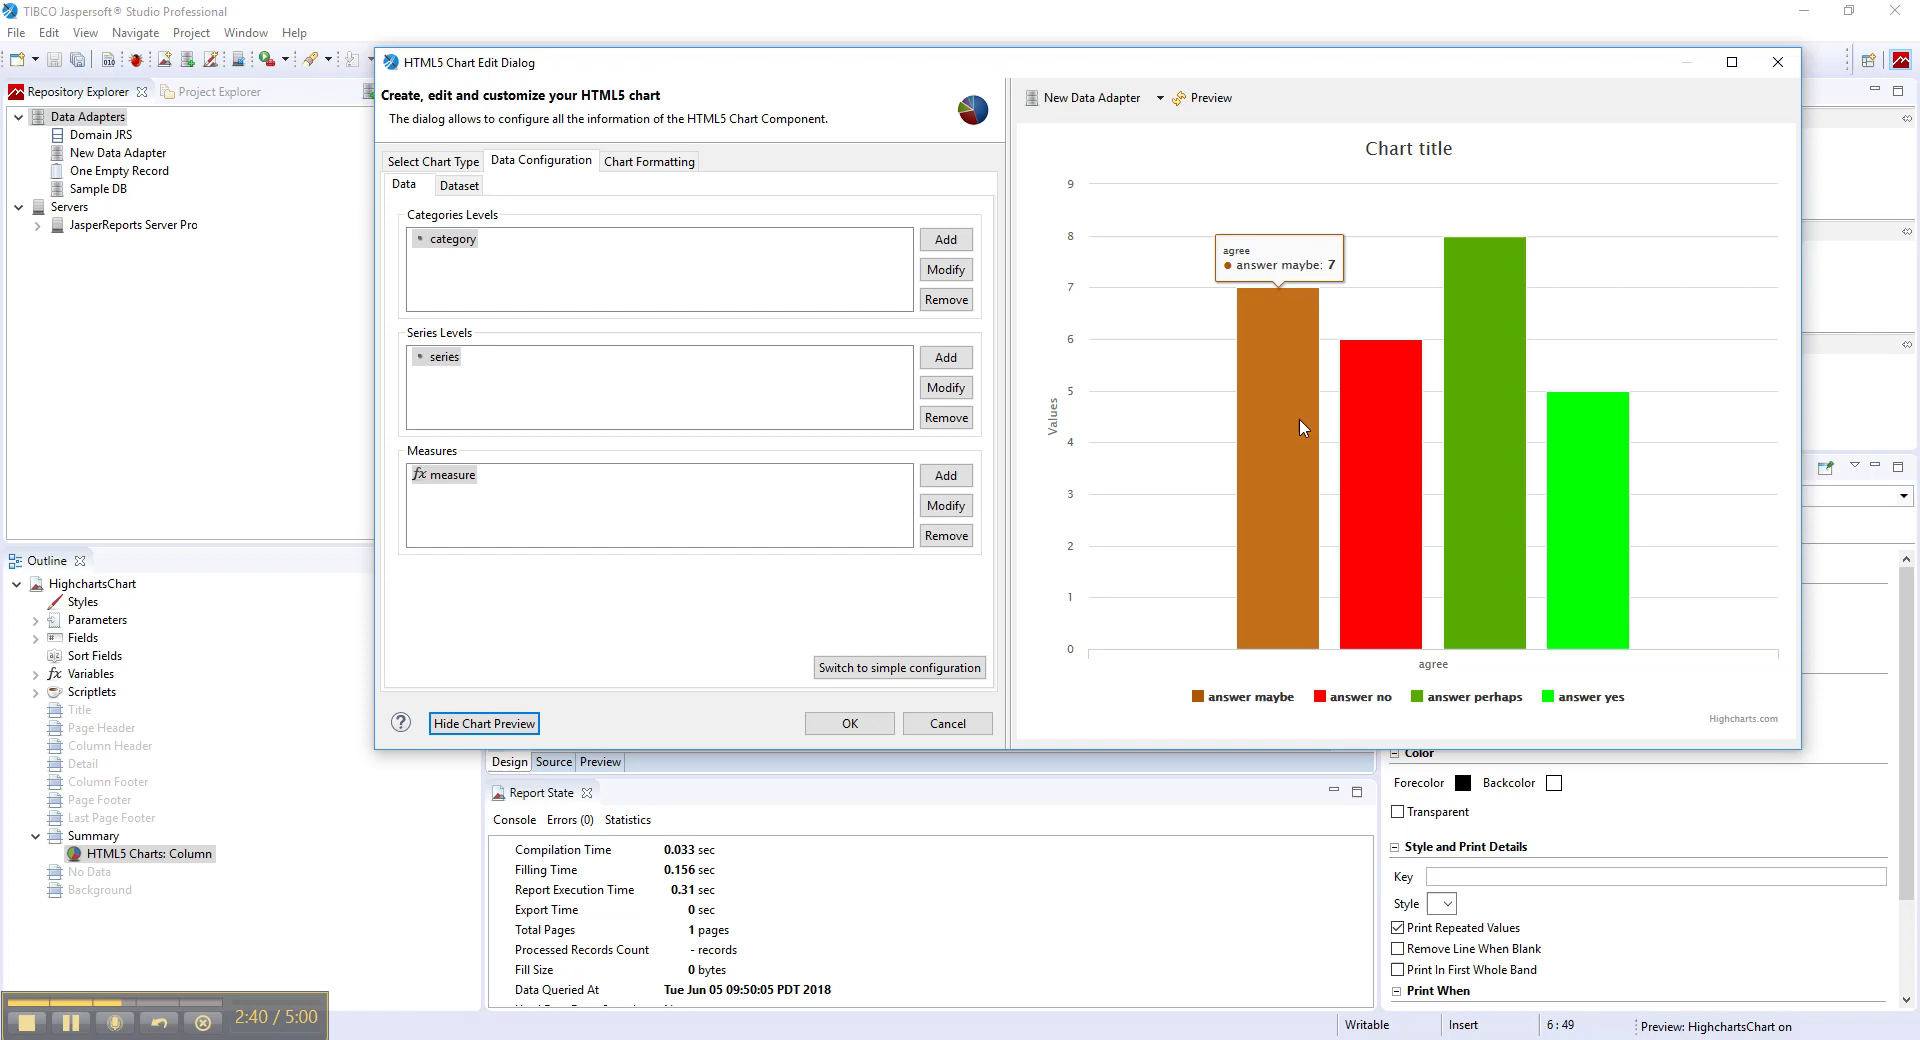 TIBCO Jaspersoft® Studio Professional
File Edit View Navigate Project Window Help
Repository Explorer
Project Explorer
Data Adapters
Domain JRS
New Data Adapter
One Empty Record
Sample DB
Servers
JasperReports Server Pro
Outline
HighchartsChart
Styles
Parameters
Fields
Sort Fields
Variables
Scriptlets
Title
Page Header
Column Header
Detail
Column Footer
Page Footer
Last Page Footer
Summary
HTML5 Charts: Column
No Data
Background
2:40 / 5:00
HTML5 Chart Edit Dialog
Create, edit and customize your HTML5 chart
The dialog allows to configure all the information of the HTML5 Chart Component.
Select Chart Type
Data Configuration
Chart Formatting
Data
Dataset
Categories Levels
category
Add
Modify
Remove
Series Levels
series
Add
Modify
Remove
Measures
fx measure
Add
Modify
Remove
Switch to simple configuration
Hide Chart Preview
OK
Cancel
New Data Adapter
Preview
Chart title
9
8
7
6
5
4
3
2
1
0
Values
agree
answer maybe: 7
agree
answer maybe
answer no
answer perhaps
answer yes
Highcharts.com
Design Source Preview
Report State
Console Errors (0) Statistics
Compilation Time 0.033 sec
Filling Time 0.156 sec
Report Execution Time 0.31 sec
Export Time 0 sec
Total Pages 1 pages
Processed Records Count - records
Fill Size 0 bytes
Data Queried At Tue Jun 05 09:50:05 PDT 2018
Color
Forecolor
Backcolor
Transparent
Style and Print Details
Key
Style
Print Repeated Values
Remove Line When Blank
Print In First Whole Band
Print When
Writable
Insert
6 : 49
Preview: HighchartsChart on